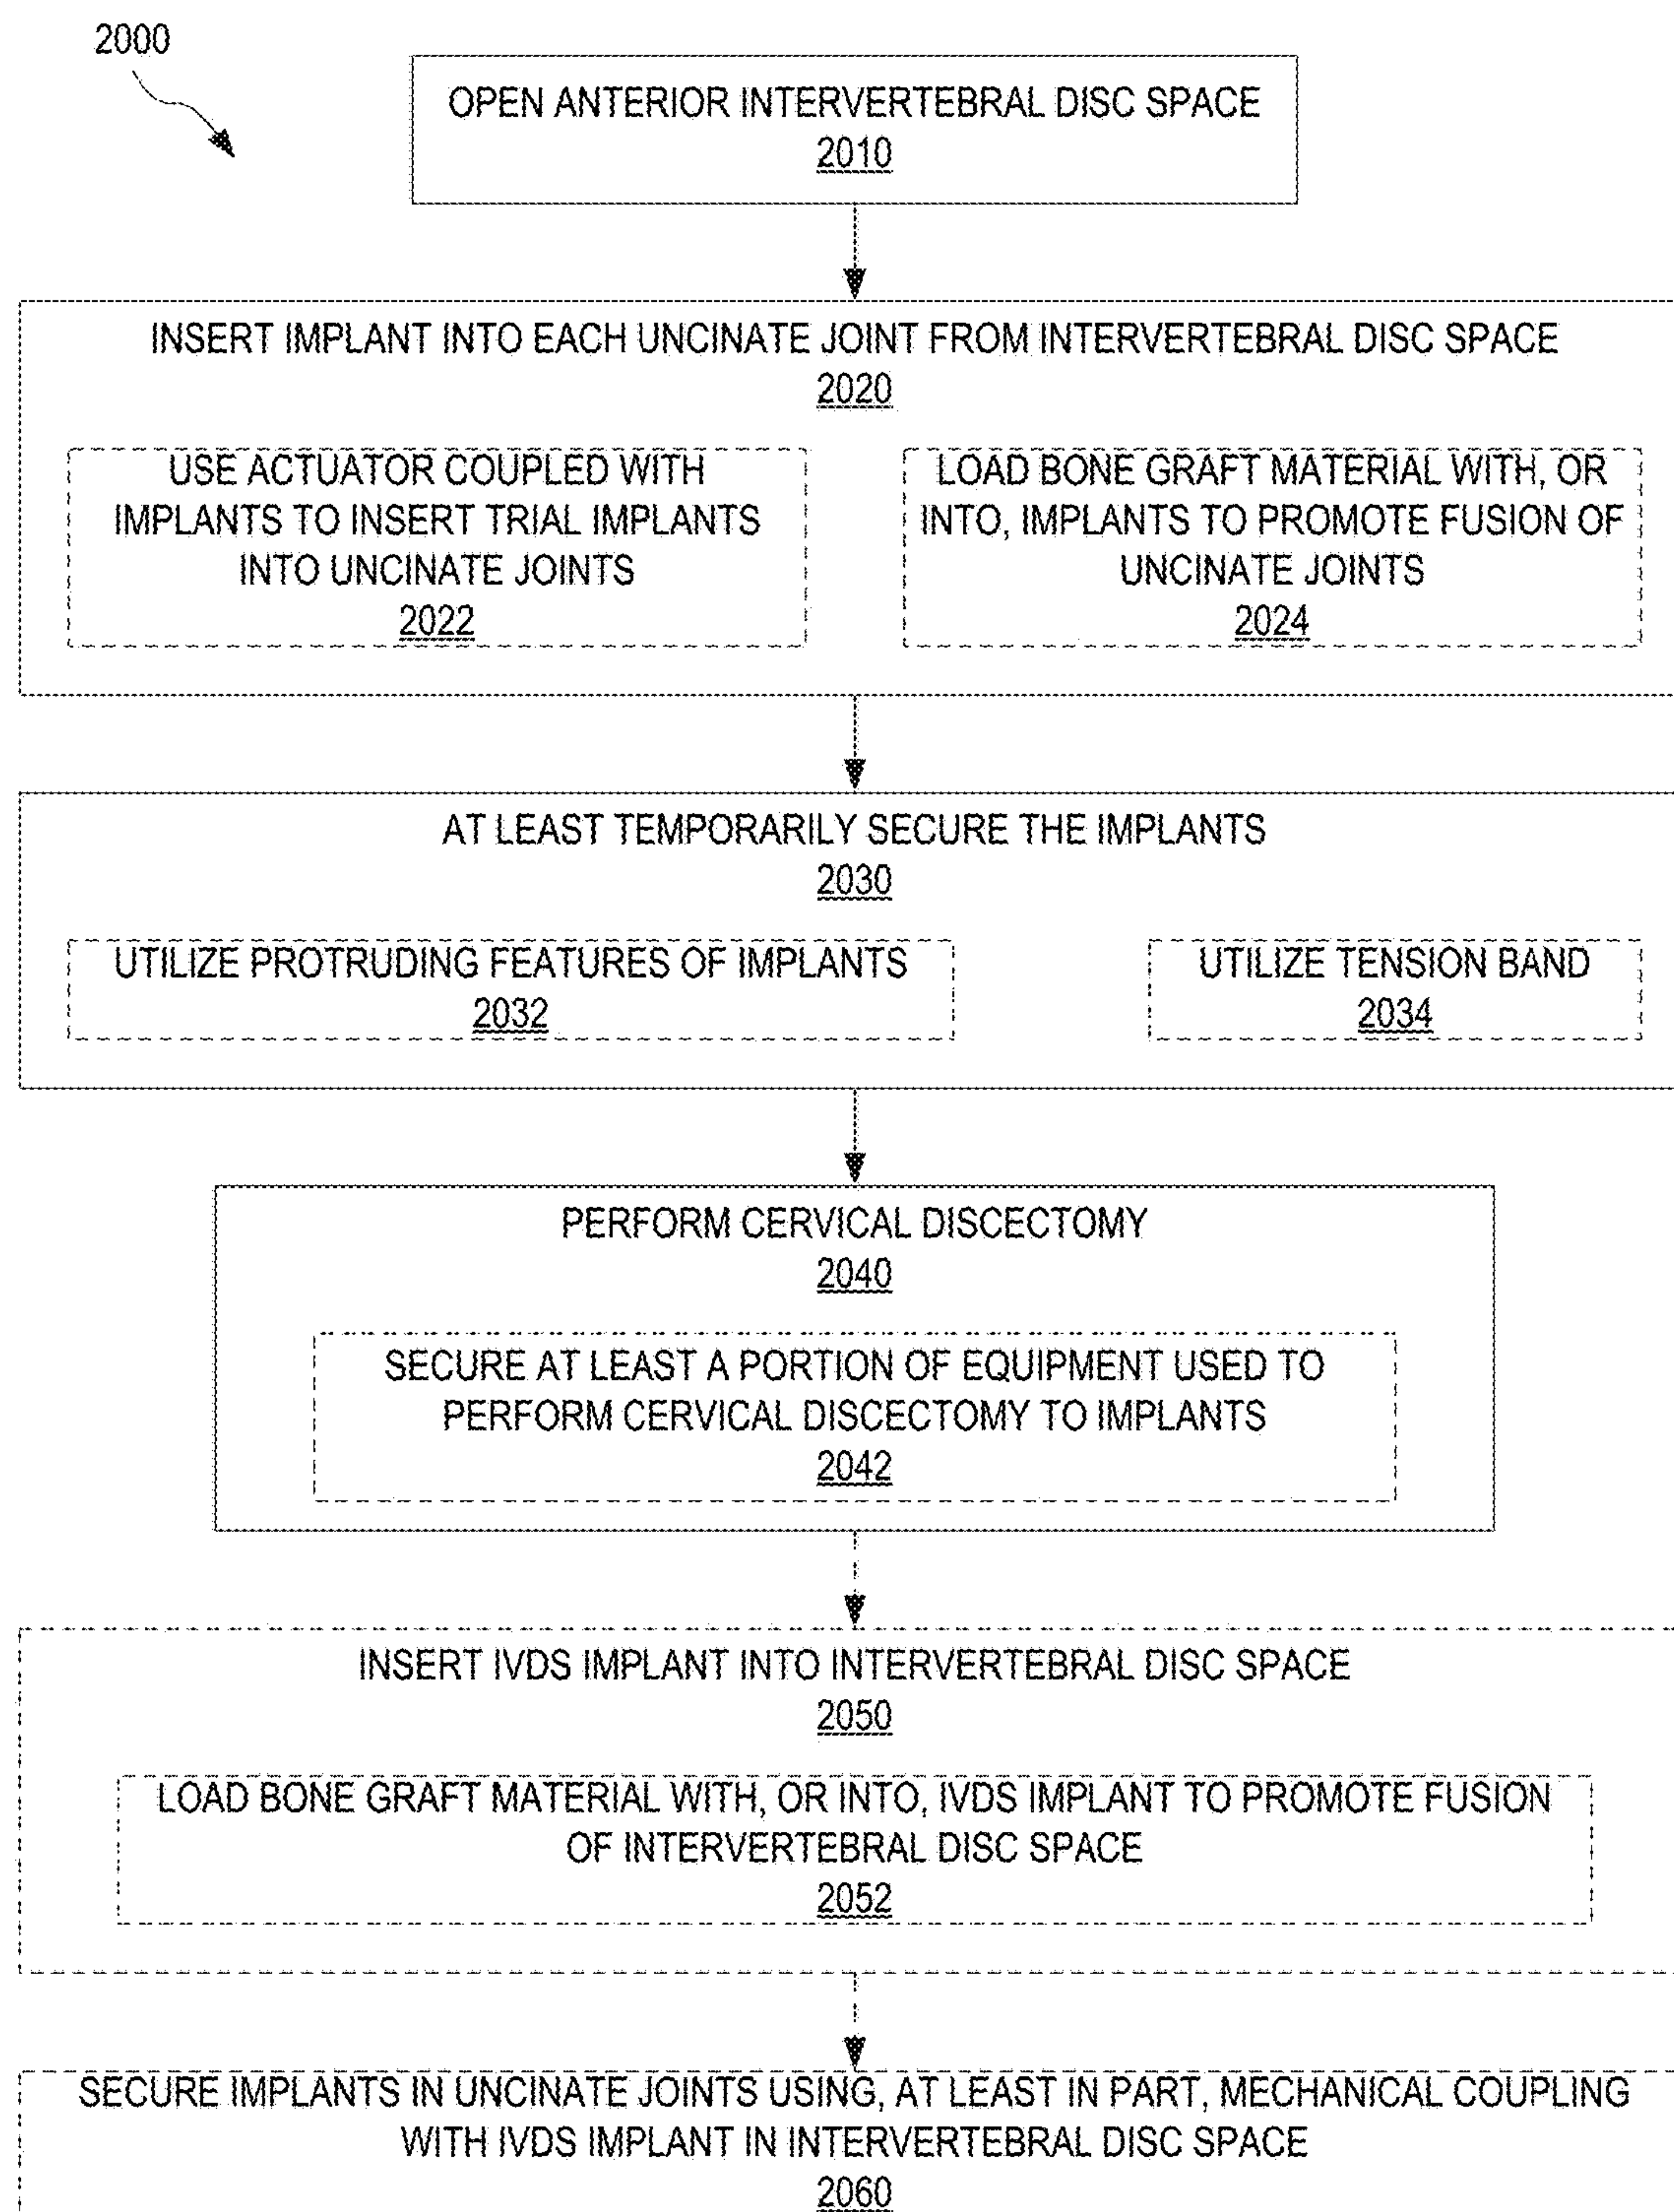 2000
OPEN ANTERIOR INTERVERTEBRAL DISC SPACE
2010
INSERT IMPLANT INTO EACH UNCINATE JOINT FROM INTERVERTEBRAL DISC SPACE
2020
USE ACTUATOR COUPLED WITH
IMPLANTS TO INSERT TRIAL IMPLANTS
INTO UNCINATE JOINTS
2022
LOAD BONE GRAFT MATERIAL WITH, OR
INTO, IMPLANTS TO PROMOTE FUSION OF
UNCINATE JOINTS
2024
AT LEAST TEMPORARILY SECURE THE IMPLANTS
2030
UTILIZE PROTRUDING FEATURES OF IMPLANTS
2032
UTILIZE TENSION BAND
2034
PERFORM CERVICAL DISCECTOMY
2040
SECURE AT LEAST A PORTION OF EQUIPMENT USED TO
PERFORM CERVICAL DISCECTOMY TO IMPLANTS
2042
INSERT IVDS IMPLANT INTO INTERVERTEBRAL DISC SPACE
2050
LOAD BONE GRAFT MATERIAL WITH, OR INTO, IVDS IMPLANT TO PROMOTE FUSION
OF INTERVERTEBRAL DISC SPACE
2052
SECURE IMPLANTS IN UNCINATE JOINTS USING, AT LEAST IN PART, MECHANICAL COUPLING
WITH IVDS IMPLANT IN INTERVERTEBRAL DISC SPACE
2060